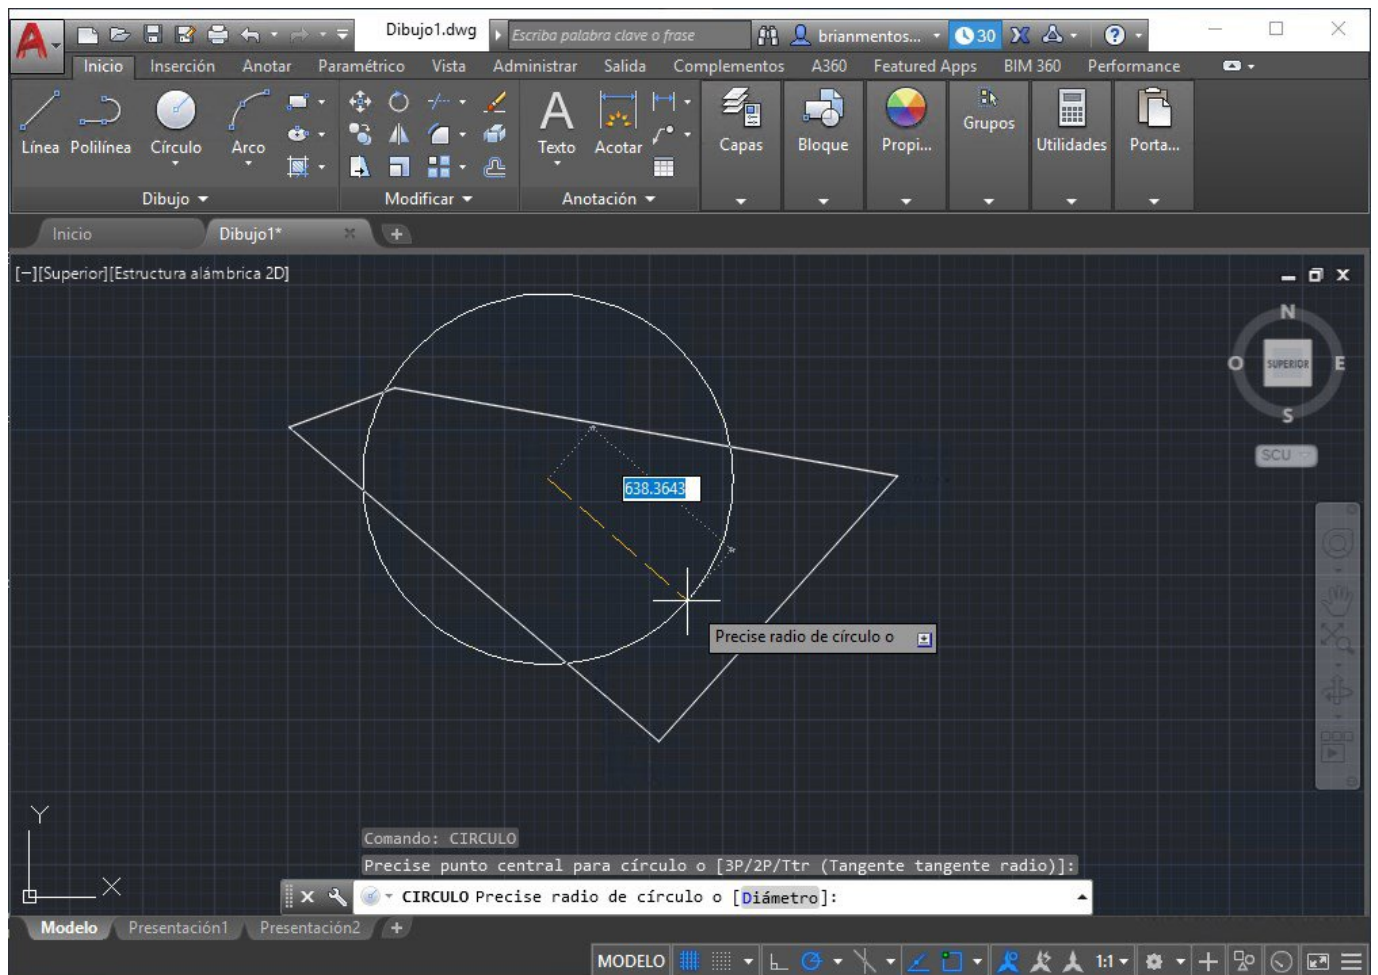 Dibujo1.dwg
Escriba palabra clave o frase
brianmentos...
30
?
Inicio Inserción Anotar Paramétrico Vista Administrar Salida Complementos A360 Featured Apps BIM 360 Performance
Línea Polilínea Círculo Arco
A
Texto Acotar
Capas
Bloque
Propi...
Grupos
Utilidades
Porta...
Dibujo
Modificar
Anotación
Inicio Dibujo1* +
[−][Superior][Estructura alámbrica 2D]
N
O SUPERIOR E
S
SCU
638.3643
Precise radio de círculo o
Y
X
Comando: CIRCULO
Precise punto central para círculo o [3P/2P/Ttr (Tangente tangente radio)]:
CIRCULO Precise radio de círculo o [Diámetro]:
Modelo Presentación1 Presentación2 +
MODELO 1:1